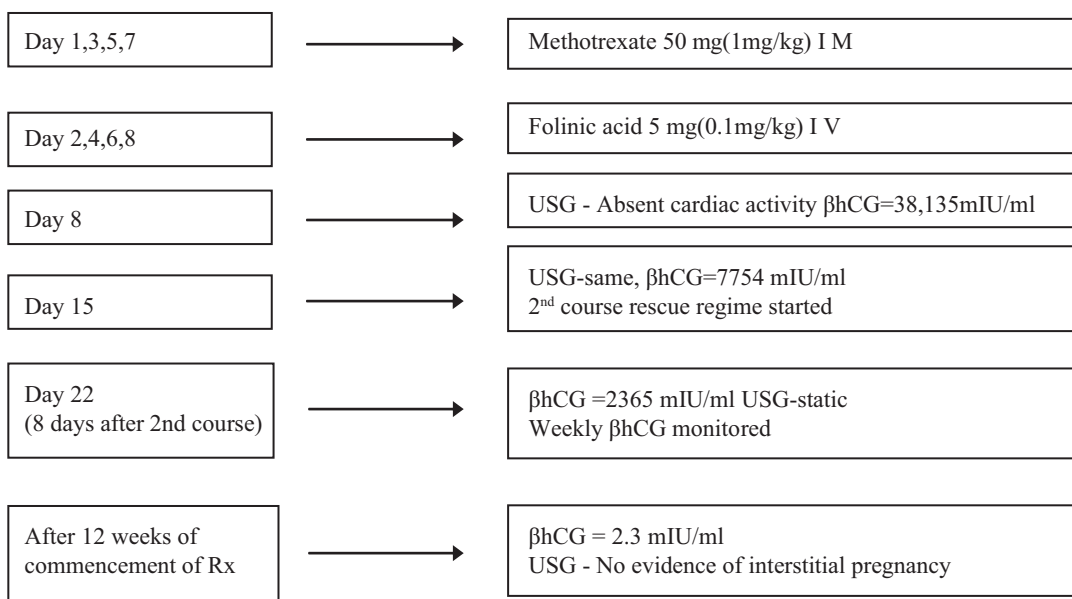 Day 1,3,5,7
Methotrexate 50 mg(1mg/kg) I M
Day 2,4,6,8
Folinic acid 5 mg(0.1mg/kg) I V
Day 8
USG - Absent cardiac activity βhCG=38,135mIU/ml
Day 15
USG-same, βhCG=7754 mIU/ml
2nd course rescue regime started
Day 22
(8 days after 2nd course)
βhCG =2365 mIU/ml USG-static
Weekly βhCG monitored
After 12 weeks of
commencement of Rx
βhCG = 2.3 mIU/ml
USG - No evidence of interstitial pregnancy